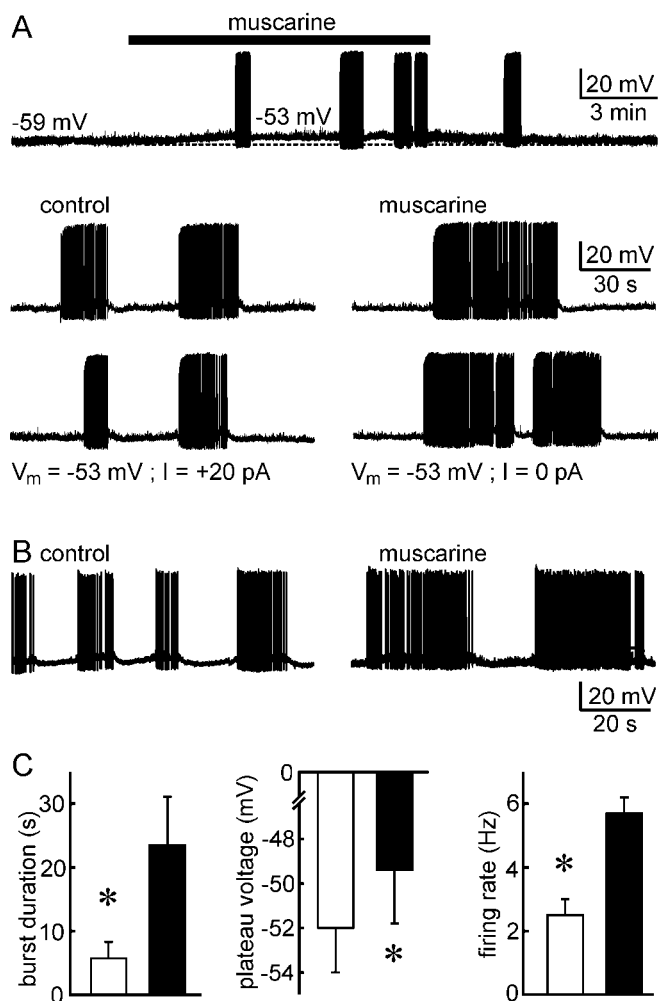 A
muscarine
-59 mV
-53 mV
20 mV
3 min
control
muscarine
20 mV
30 s
Vm = -53 mV ; I = +20 pA
Vm = -53 mV ; I = 0 pA
B
control
muscarine
20 mV
20 s
C
burst duration (s)
30
20
10
0
*
plateau voltage (mV)
0
-48
-50
-52
-54
*
firing rate (Hz)
6
4
2
0
*